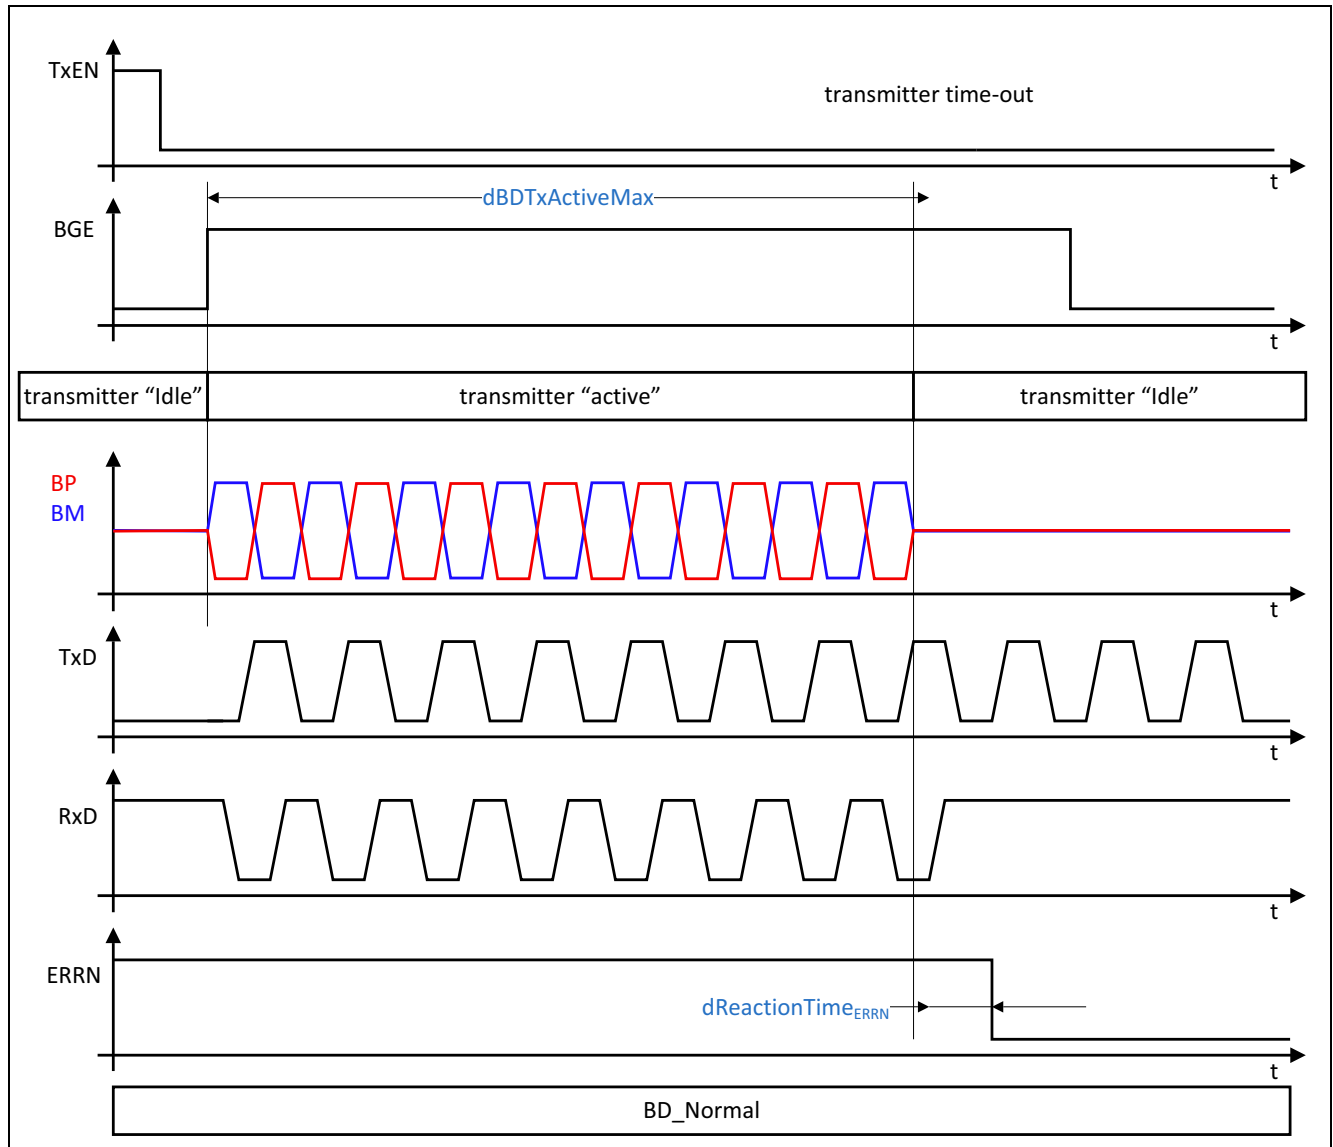 TxEN
transmitter time-out
t
dBDTxActiveMax
BGE
t
transmitter “Idle” transmitter “active” transmitter “Idle”
BP
BM
t
TxD
t
RxD
t
ERRN
dReactionTimeERRN
t
BD_Normal